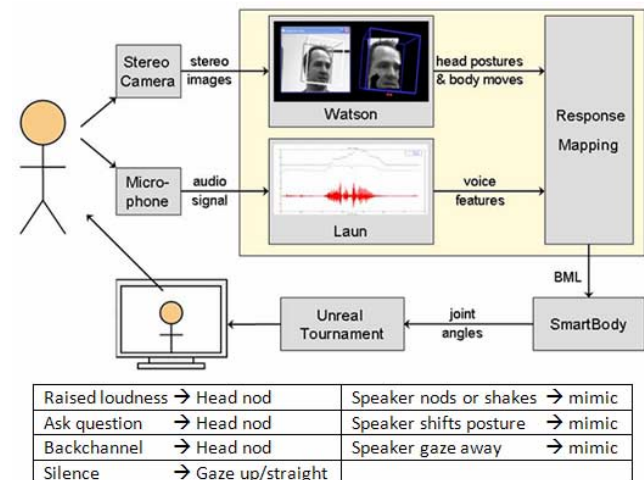 Stereo
Camera
stereo
images
Watson
head postures
& body moves
Response
Mapping
Micro-
phone
audio
signal
Laun
voice
features
BML
SmartBody
joint
angles
Unreal
Tournament
Raised loudness → Head nod
Speaker nods or shakes → mimic
Ask question → Head nod
Speaker shifts posture → mimic
Backchannel → Head nod
Speaker gaze away → mimic
Silence → Gaze up/straight